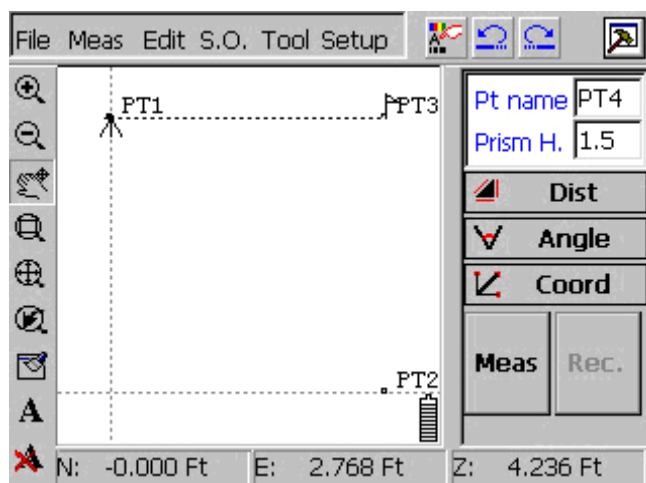 File Meas Edit S.O. Tool Setup
PT1
PT3
Pt name PT4
Prism H. 1.5
Dist
Angle
Coord
Meas Rec.
PT2
A
N: -0.000 Ft E: 2.768 Ft Z: 4.236 Ft